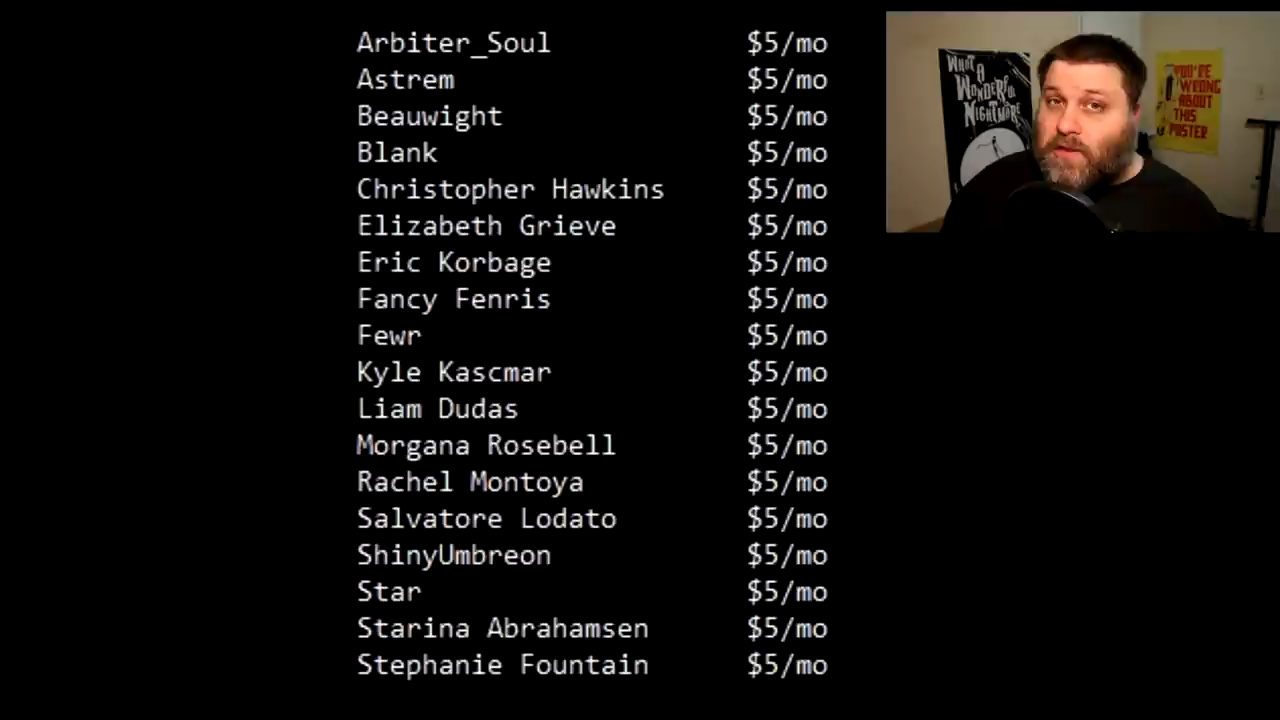 Arbiter_Soul $5/mo
Astrem $5/mo
Beauwight $5/mo
Blank $5/mo
Christopher Hawkins $5/mo
Elizabeth Grieve $5/mo
Eric Korbage $5/mo
Fancy Fenris $5/mo
Fewr $5/mo
Kyle Kascmar $5/mo
Liam Dudas $5/mo
Morgana Rosebell $5/mo
Rachel Montoya $5/mo
Salvatore Lodato $5/mo
ShinyUmbreon $5/mo
Star $5/mo
Starina Abrahamsen $5/mo
Stephanie Fountain $5/mo
WHAT A
WONDERFUL
NIGHTMARE
YOU'RE
WRONG
ABOUT
THIS
POSTER